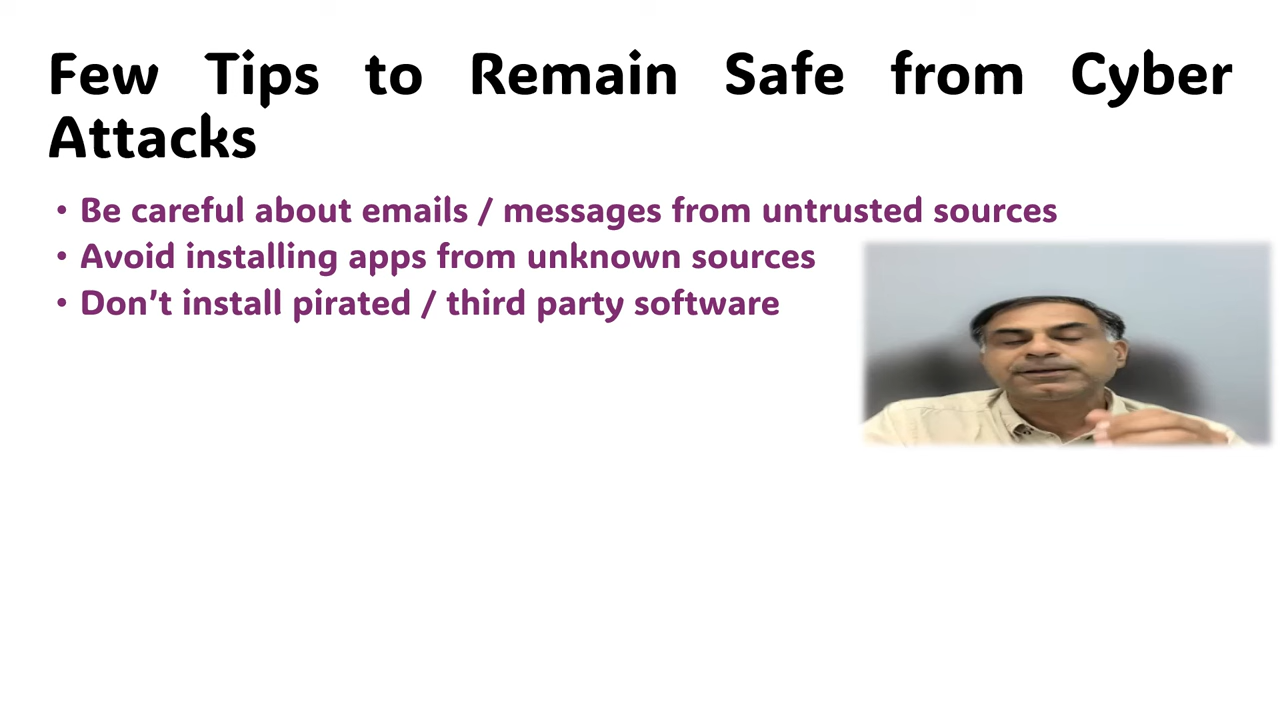 Few Tips to Remain Safe from Cyber
Attacks
• Be careful about emails / messages from untrusted sources
• Avoid installing apps from unknown sources
• Don't install pirated / third party software